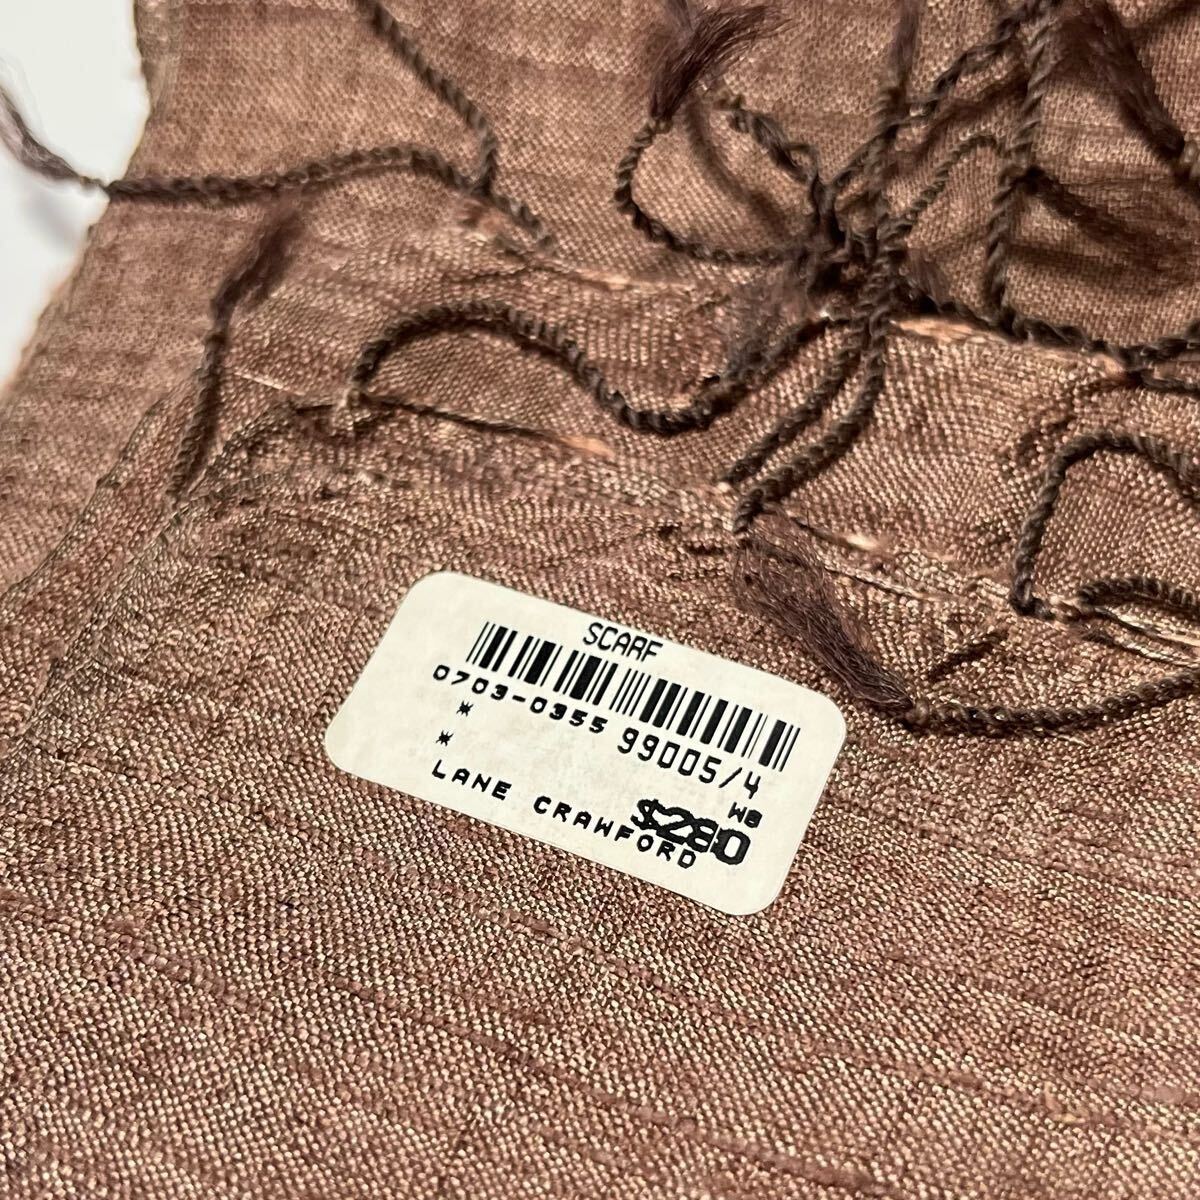 SCARF
0703-0355 99005/4
*
* WB
$280
LANE CRAWFORD